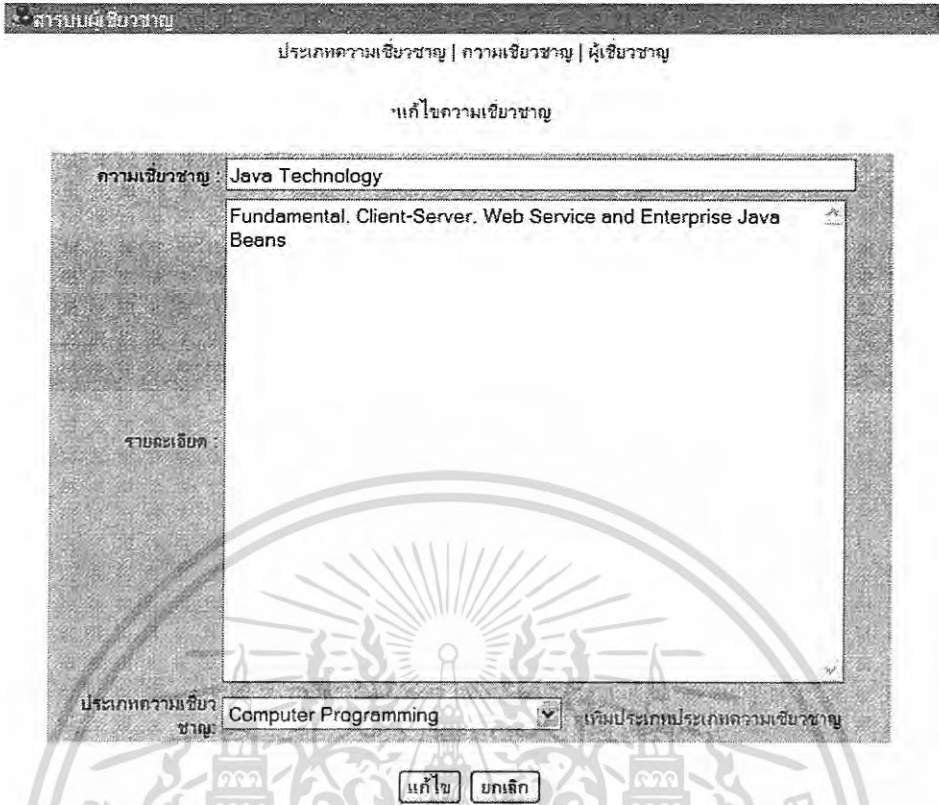 สารบบผู้เชี่ยวชาญ
ประเภทความเชี่ยวชาญ | ความเชี่ยวชาญ | ผู้เชี่ยวชาญ
แก้ไขความเชี่ยวชาญ
ความเชี่ยวชาญ : Java Technology
Fundamental, Client-Server, Web Service and Enterprise Java
Beans
รายละเอียด :
ประเภทความเชี่ยว
ชาญ: Computer Programming เพิ่มประเภทประเภทความเชี่ยวชาญ
แก้ไข ยกเลิก